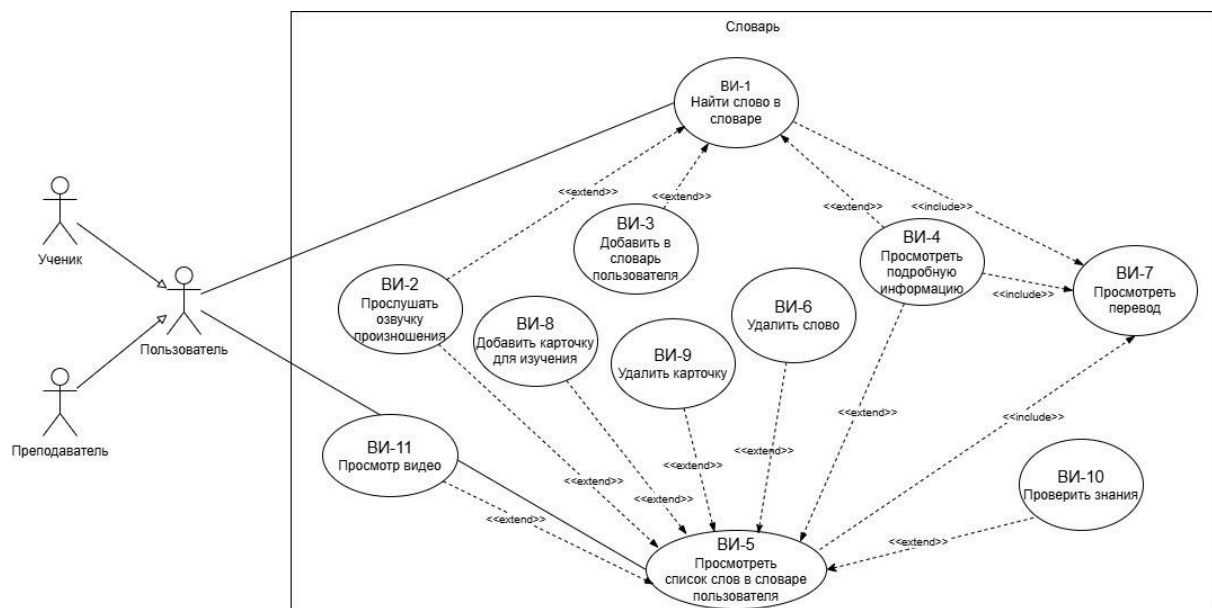 Словарь
ВИ-1
Найти слово в
словаре
<<extend>>
<<extend>>
<<extend>>
<<include>>
Ученик
ВИ-3
Добавить в
словарь
пользователя
ВИ-4
Просмотреть
подробную
информацию
<<include>>
ВИ-7
Просмотреть
перевод
ВИ-2
Прослушать
озвучку
произношения
ВИ-6
Удалить слово
Пользователь
ВИ-8
Добавить карточку
для изучения
ВИ-9
Удалить карточку
Преподаватель
<<extend>>
<<include>>
ВИ-11
Просмотр видео
<<extend>>
<<extend>>
<<extend>>
<<extend>>
ВИ-10
Проверить знания
<<extend>>
<<extend>>
ВИ-5
Просмотреть
список слов в словаре
пользователя